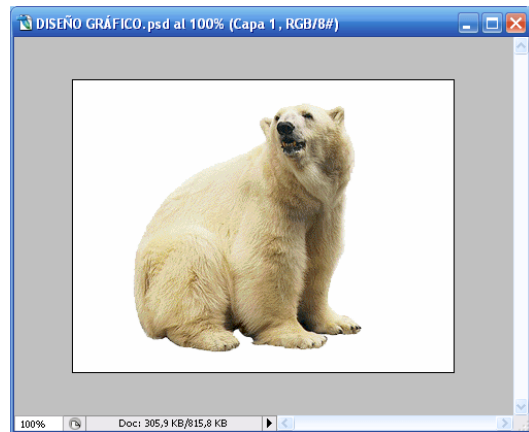 DISEÑO GRÁFICO.psd al 100% (Capa 1, RGB/8#)
100% Doc: 305,9 KB/815,8 KB